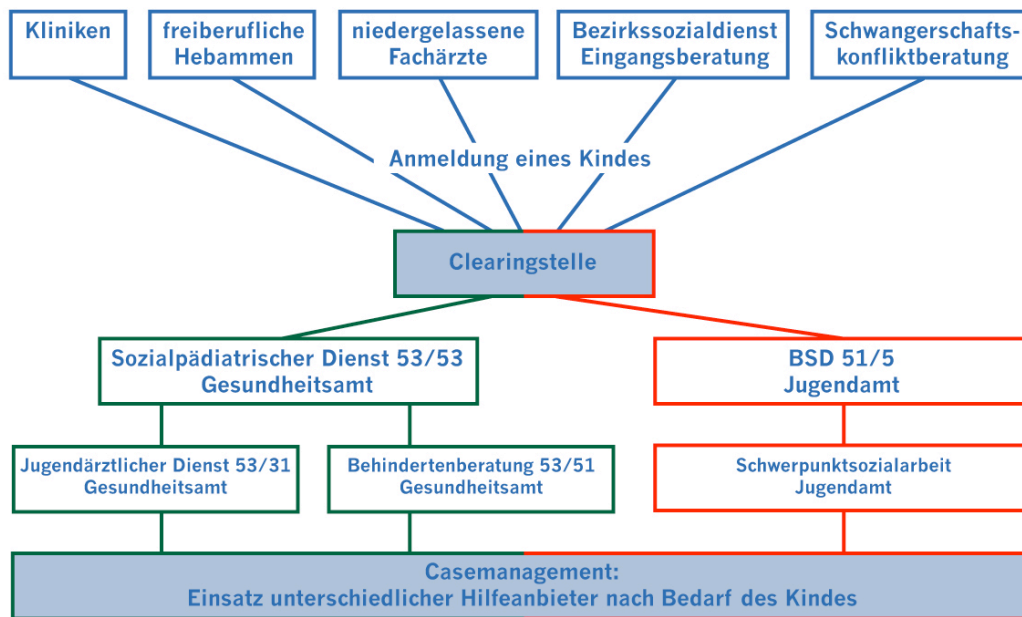 Kliniken
freiberufliche
Hebammen
niedergelassene
Fachärzte
Bezirkssozialdienst
Eingangsberatung
Schwangerschafts-
konfliktberatung
Anmeldung eines Kindes
Clearingstelle
Sozialpädiatrischer Dienst 53/53
Gesundheitsamt
BSD 51/5
Jugendamt
Jugendärztlicher Dienst 53/31
Gesundheitsamt
Behindertenberatung 53/51
Gesundheitsamt
Schwerpunktsozialarbeit
Jugendamt
Casemanagement:
Einsatz unterschiedlicher Hilfeanbieter nach Bedarf des Kindes